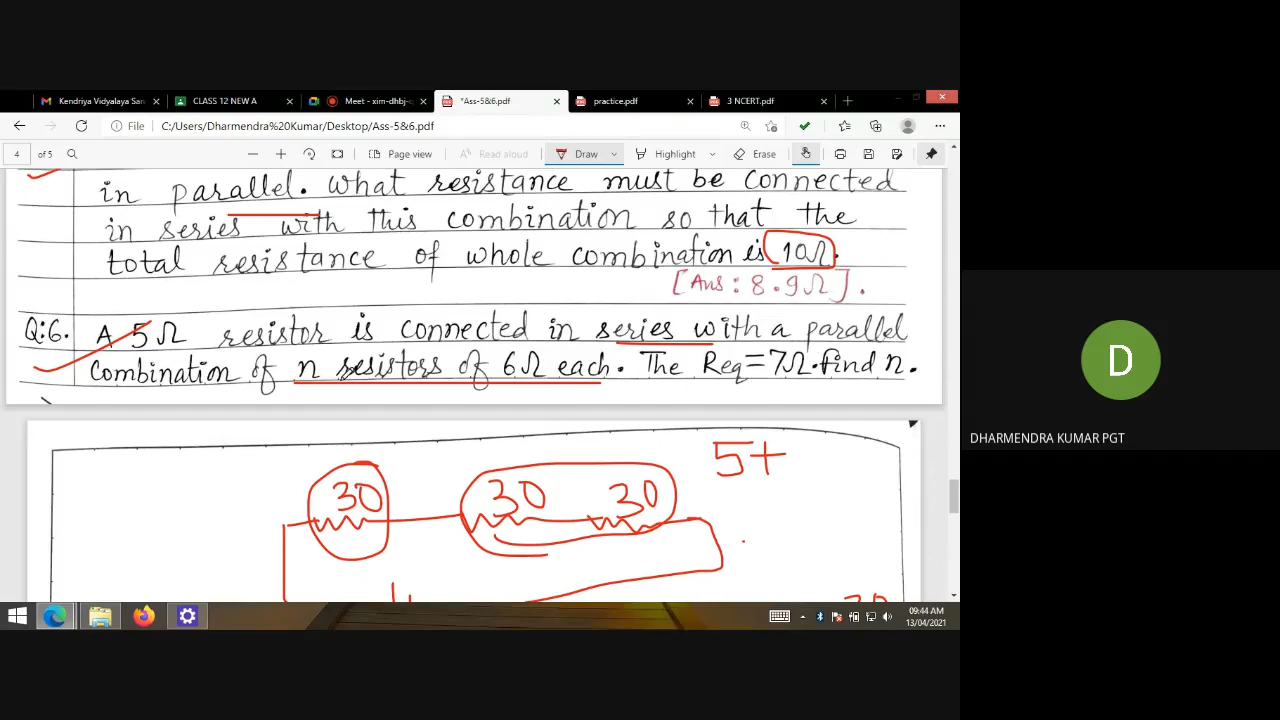 Kendriya Vidyalaya San
CLASS 12 NEW A
Meet - xim-dhbj-
*Ass-5&6.pdf
practice.pdf
3 NCERT.pdf
File
C:/Users/Dharmendra%20Kumar/Desktop/Ass-5&6.pdf
4 of 5
Page view
Read aloud
Draw
Highlight
Erase
in parallel. What resistance must be connected
in series with this combination so that the
total resistance of whole combination is 10Ω.
[Ans: 8.9Ω].
Q:6. A 5Ω resistor is connected in series with a parallel
Combination of n resistors of 6Ω each. The Req=7Ω. find n.
5+
30 30 30
D
DHARMENDRA KUMAR PGT
09:44 AM
13/04/2021